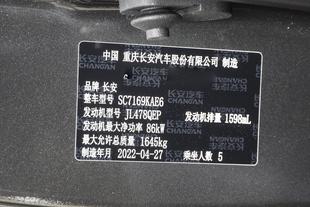 中国 重庆长安汽车股份有限公司 制造
品牌 长安
整车型号 SC7169KAE6
发动机型号 JL478QEP 发动机排量 1598mL
发动机最大净功率 86kW
最大允许总质量 1645kg
制造年月 2022-04-27 乘坐人数 5